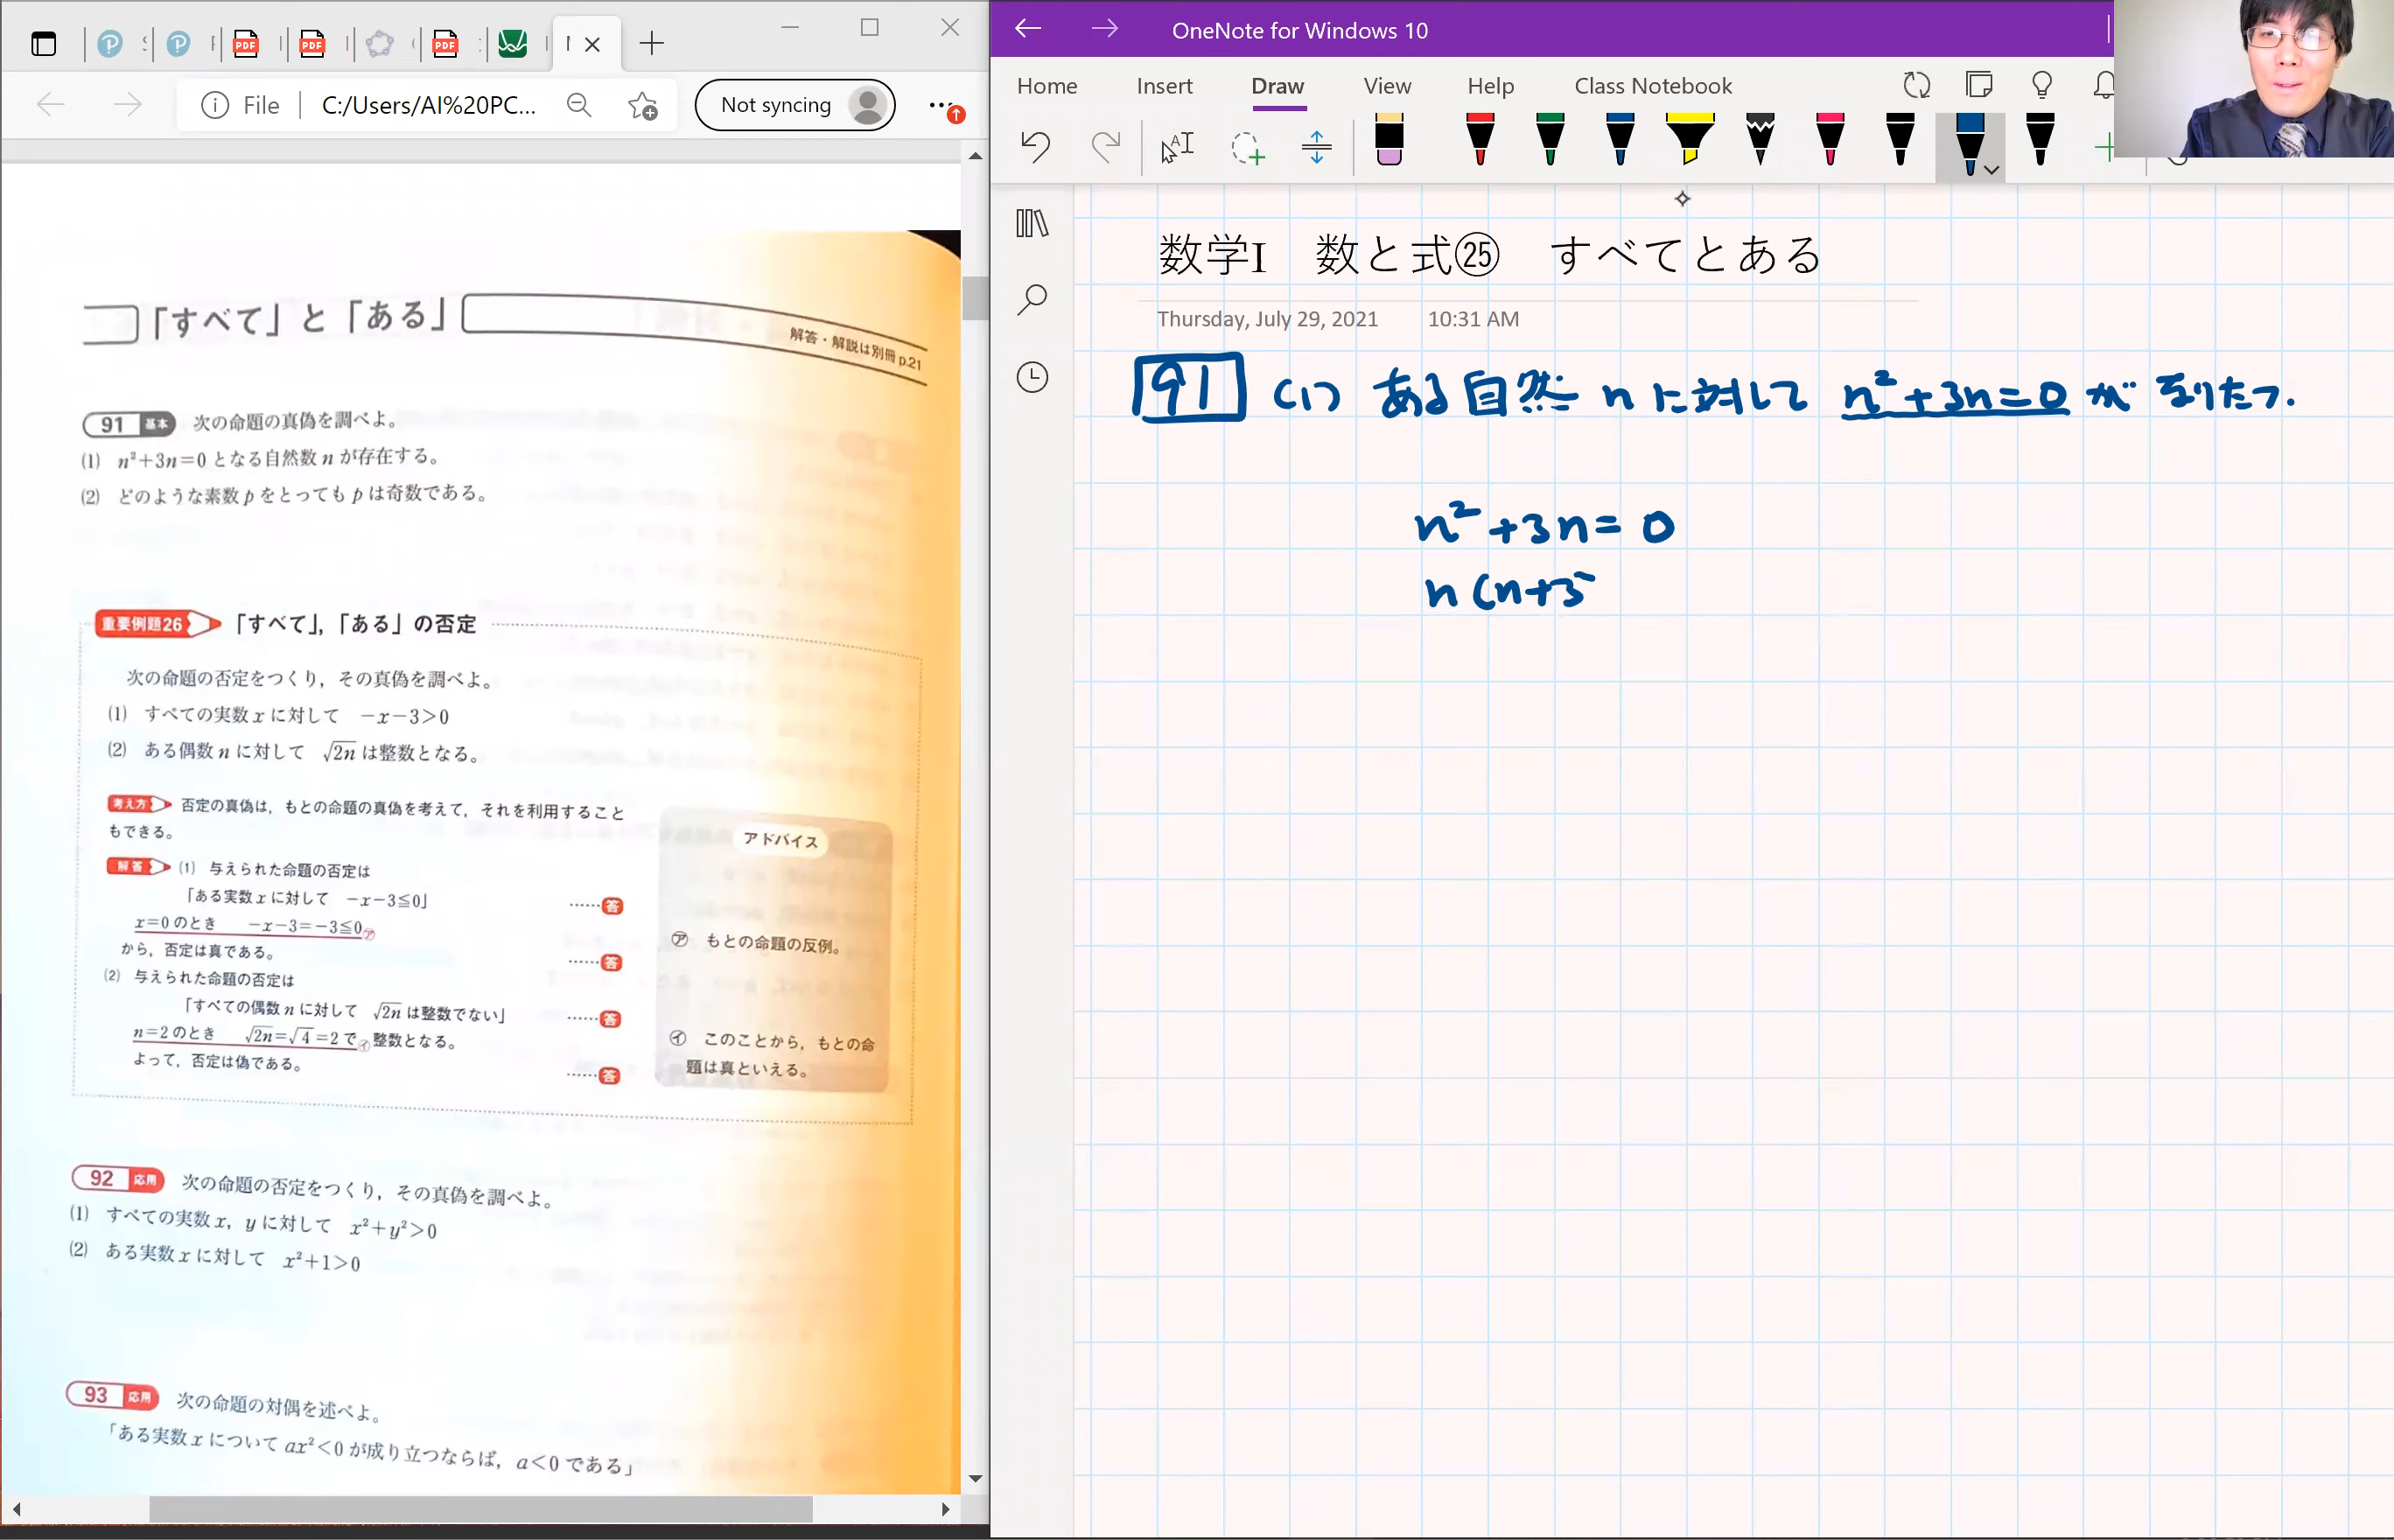 File
C:/Users/AI%20PC...
Not syncing
「すべて」と「ある」
解答・解説は別冊 p.21
91 基本 次の命題の真偽を調べよ。
(1) n²+3n=0 となる自然数 n が存在する。
(2) どのような素数 p をとっても p は奇数である。
重要例題26 「すべて」,「ある」の否定
次の命題の否定をつくり，その真偽を調べよ。
(1) すべての実数 x に対して −x−3>0
(2) ある偶数 n に対して √2n は整数となる。
考え方 否定の真偽は，もとの命題の真偽を考えて，それを利用すること
もできる。
解答 (1) 与えられた命題の否定は
「ある実数 x に対して −x−3≦0」 ……答
x=0 のとき −x−3=−3≦0㋐
から，否定は真である。 ……答
(2) 与えられた命題の否定は
「すべての偶数 n に対して √2n は整数でない」 ……答
n=2 のとき √2n=√4=2 で㋑整数となる。
よって，否定は偽である。 ……答
アドバイス
㋐ もとの命題の反例。
㋑ このことから，もとの命
題は真といえる。
92 応用 次の命題の否定をつくり，その真偽を調べよ。
(1) すべての実数 x，y に対して x²+y²>0
(2) ある実数 x に対して x²+1>0
93 応用 次の命題の対偶を述べよ。
「ある実数 x について ax²<0 が成り立つならば，a<0 である」
OneNote for Windows 10
Home Insert Draw View Help Class Notebook
数学I 数と式㉕ すべてとある
Thursday, July 29, 2021 10:31 AM
91 (1) ある自然 n に対して n²+3n=0 が 成りたつ.
n²+3n=0
n(n+3